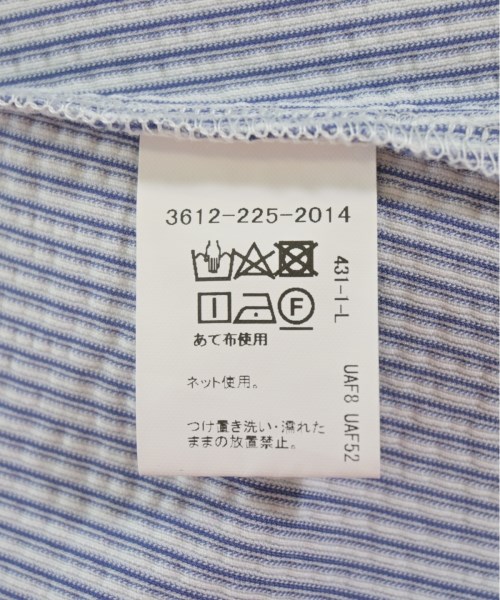 3612-225-2014
F
あて布使用
ネット使用。
つけ置き洗い・濡れた
ままの放置禁止。
431-1-L
UAF8 UAF52